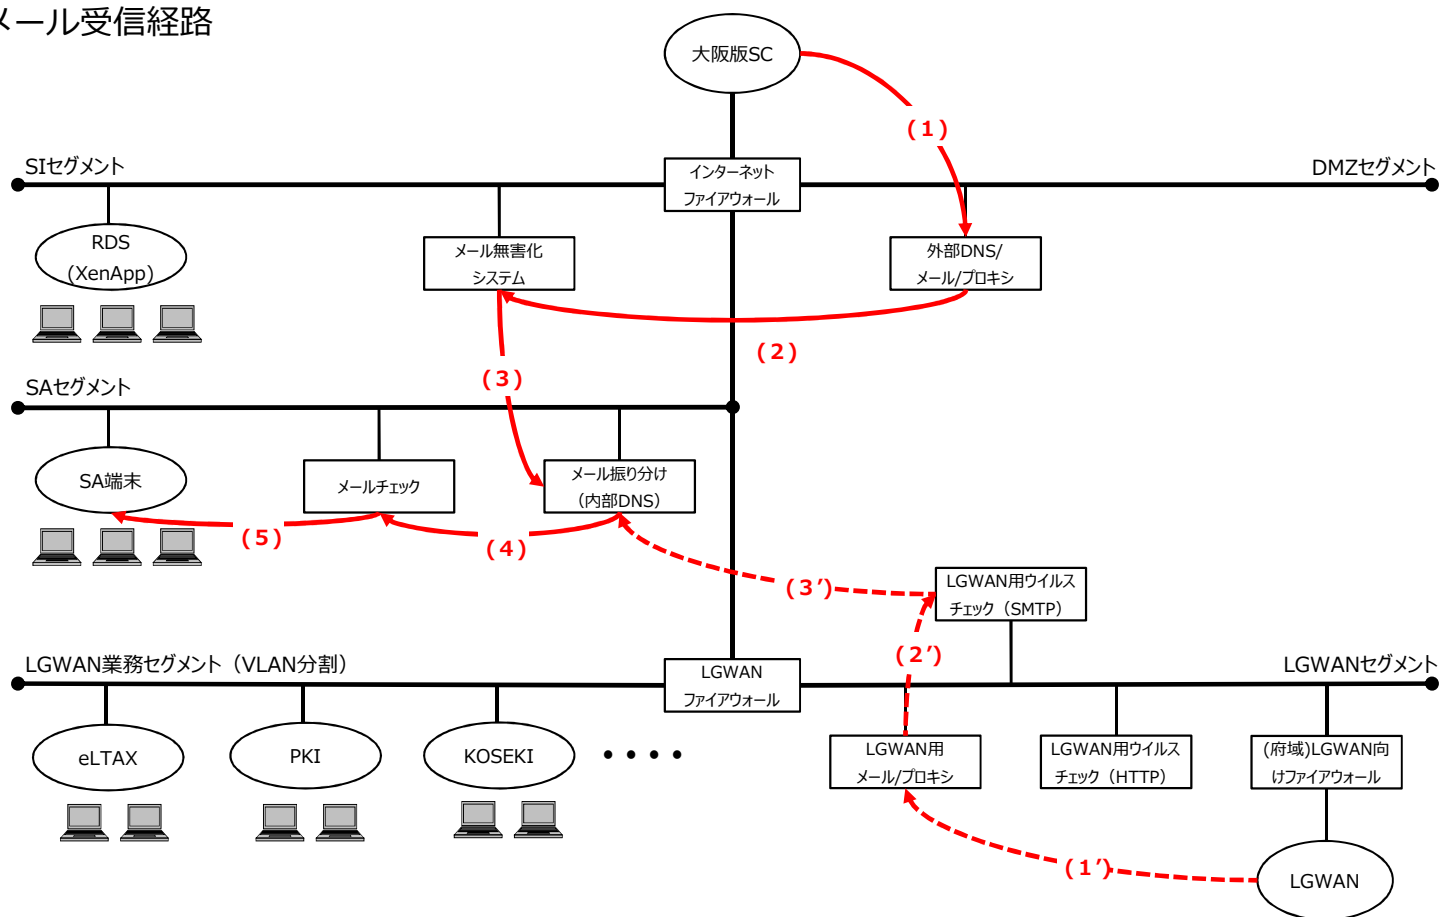 メール受信経路
大阪版SC
(1)
SIセグメント
インターネット
ファイアウォール
DMZセグメント
RDS
(XenApp)
メール無害化
システム
外部DNS/
メール/プロキシ
(2)
(3)
SAセグメント
SA端末
メールチェック
メール振り分け
（内部DNS）
(5)
(4)
(3’)
LGWAN用ウイルス
チェック（SMTP）
(2’)
LGWAN業務セグメント（VLAN分割）
LGWAN
ファイアウォール
LGWANセグメント
eLTAX
PKI
KOSEKI
・・・・
LGWAN用
メール/プロキシ
LGWAN用ウイルス
チェック（HTTP）
(府域)LGWAN向
けファイアウォール
(1’)
LGWAN